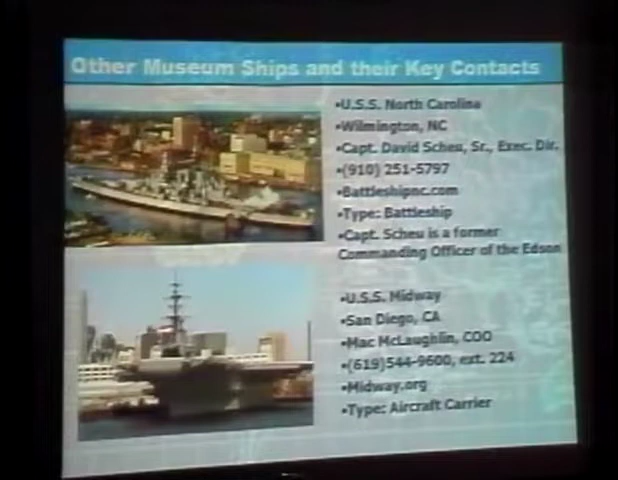 Other Museum Ships and their Key Contacts
•U.S.S. North Carolina
•Wilmington, NC
•Capt. David Scheu, Sr., Exec. Dir.
•(910) 251-5797
•Battleshipnc.com
•Type: Battleship
•Capt. Scheu is a former
Commanding Officer of the Edson
•U.S.S. Midway
•San Diego, CA
•Mac McLaughlin, COO
•(619)544-9600, ext. 224
•Midway.org
•Type: Aircraft Carrier